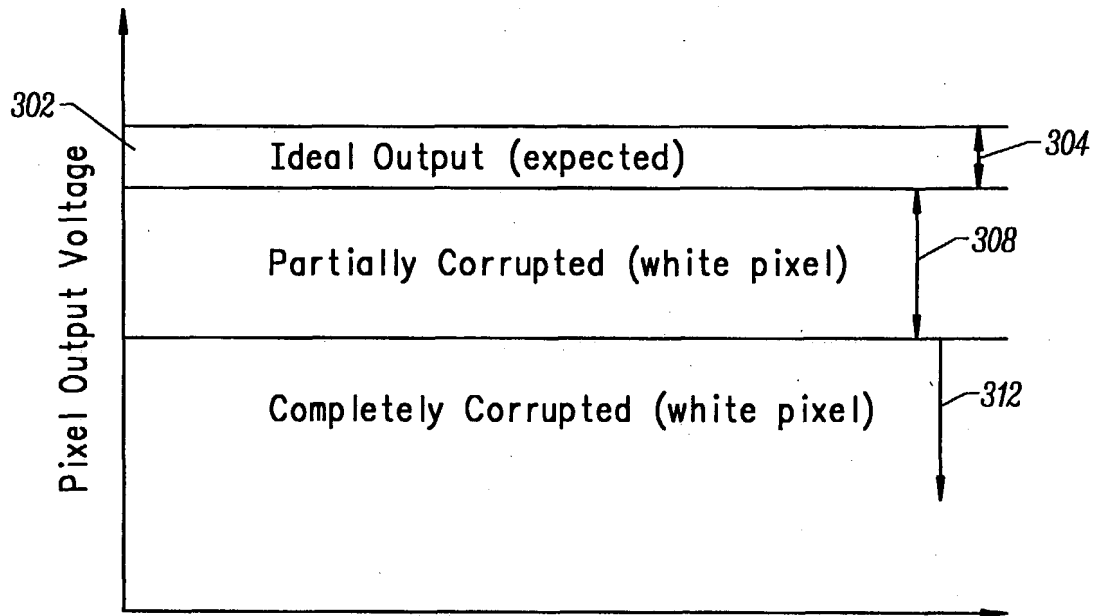 302
Ideal Output (expected)
304
Partially Corrupted (white pixel)
308
Completely Corrupted (white pixel)
312
Pixel Output Voltage